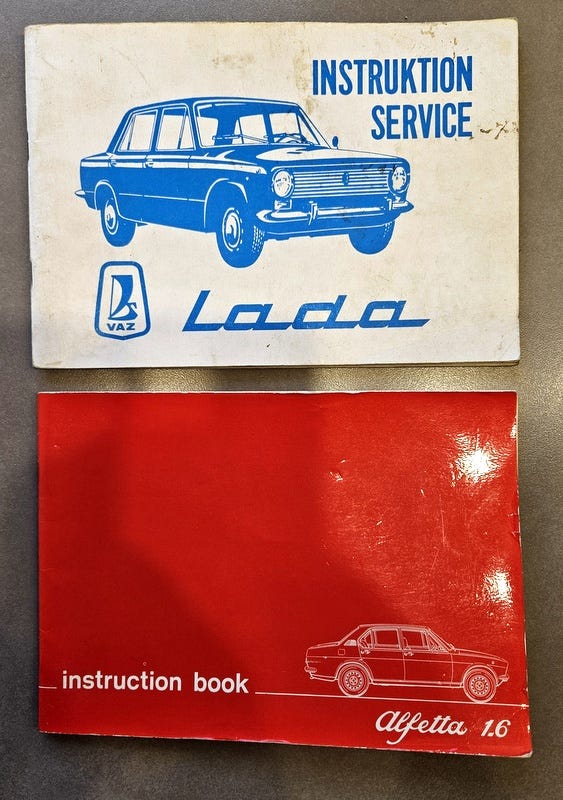 INSTRUKTION
SERVICE
VAZ
Lada
instruction book
alfetta 1.6